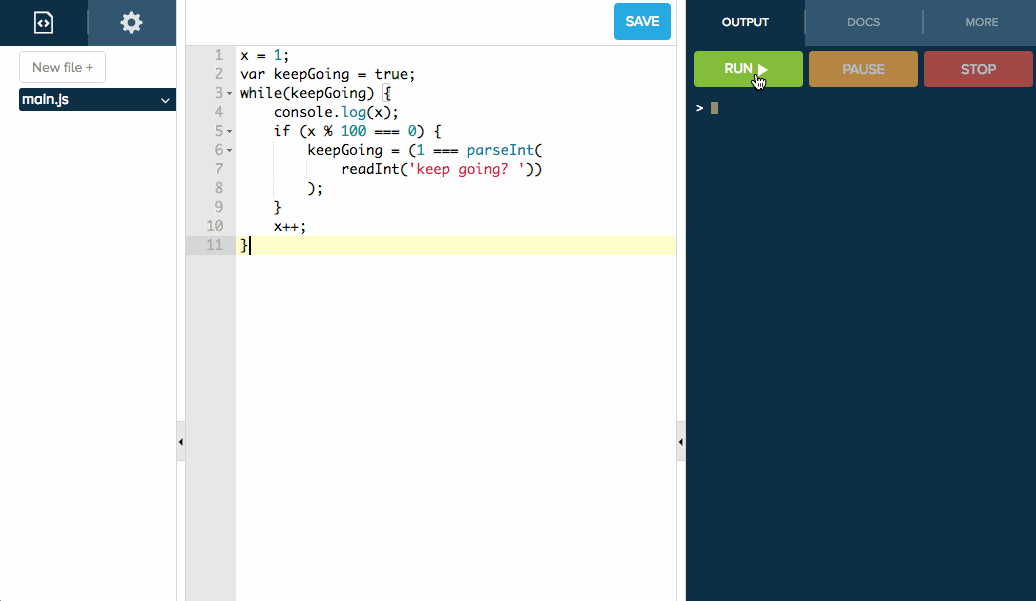 SAVE
OUTPUT
DOCS
MORE
New file +
main.js
RUN
PAUSE
STOP
1 x = 1;
2 var keepGoing = true;
3 while(keepGoing) {
4     console.log(x);
5     if (x % 100 === 0) {
6         keepGoing = (1 === parseInt(
7             readInt('keep going? '))
8         );
9     }
10     x++;
11 }
>